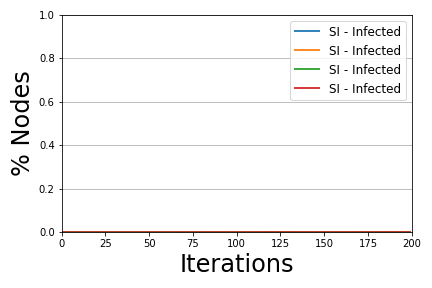 1.0
0.8
0.6
0.4
0.2
0.0
% Nodes
SI - Infected
SI - Infected
SI - Infected
SI - Infected
0 25 50 75 100 125 150 175 200
Iterations